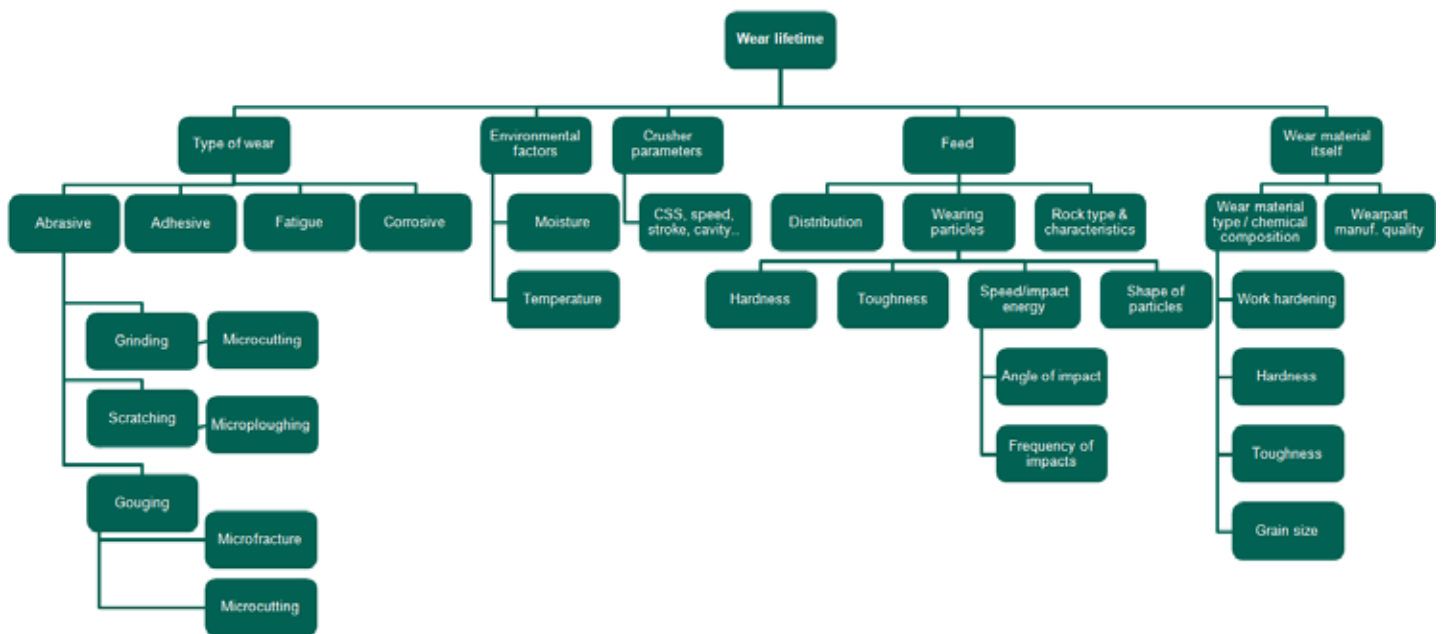 Wear lifetime
Type of wear
Environmental
factors
Crusher
parameters
Feed
Wear material
itself
Abrasive
Adhesive
Fatigue
Corrosive
Moisture
CSS, speed,
stroke, cavity..
Distribution
Wearing
particles
Rock type &
characteristics
Wear material
type / chemical
composition
Wearpart
manuf. quality
Temperature
Hardness
Toughness
Speed/impact
energy
Shape of
particles
Work hardening
Grinding
Microcutting
Angle of impact
Hardness
Scratching
Microploughing
Frequency of
impacts
Toughness
Gouging
Microfracture
Grain size
Microcutting